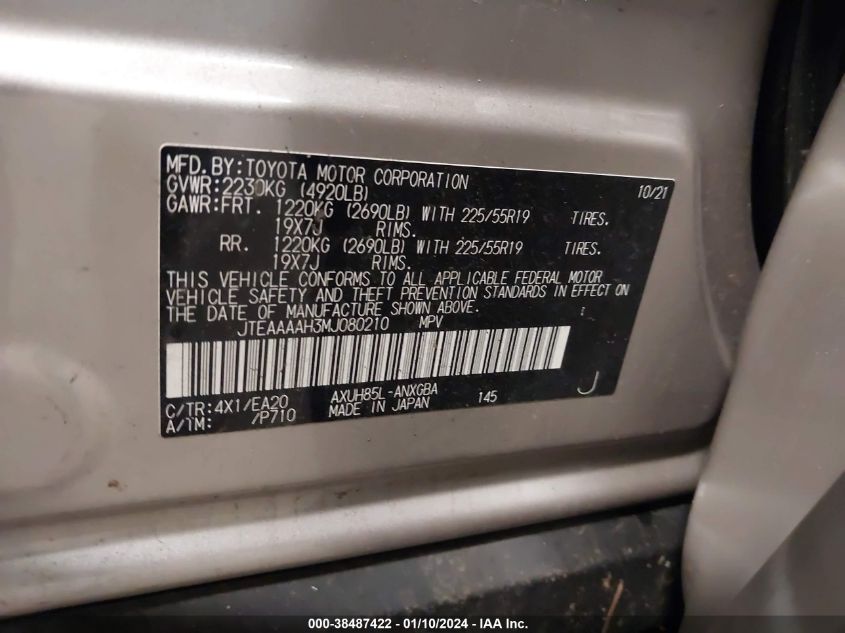 MFD.BY:TOYOTA MOTOR CORPORATION 10/21
GVWR:2230KG (4920LB)
GAWR:FRT. 1220KG (2690LB) WITH 225/55R19 TIRES.
19X7J RIMS.
RR. 1220KG (2690LB) WITH 225/55R19 TIRES.
19X7J RIMS.
THIS VEHICLE CONFORMS TO ALL APPLICABLE FEDERAL MOTOR
VEHICLE SAFETY AND THEFT PREVENTION STANDARDS IN EFFECT ON
THE DATE OF MANUFACTURE SHOWN ABOVE.
JTEAAAAH3MJ080210 MPV
J
C/TR:4X1/EA20 AXUH85L-ANXGBA 145
A/TM: /P710 MADE IN JAPAN
000-38487422 - 01/10/2024 - IAA Inc.